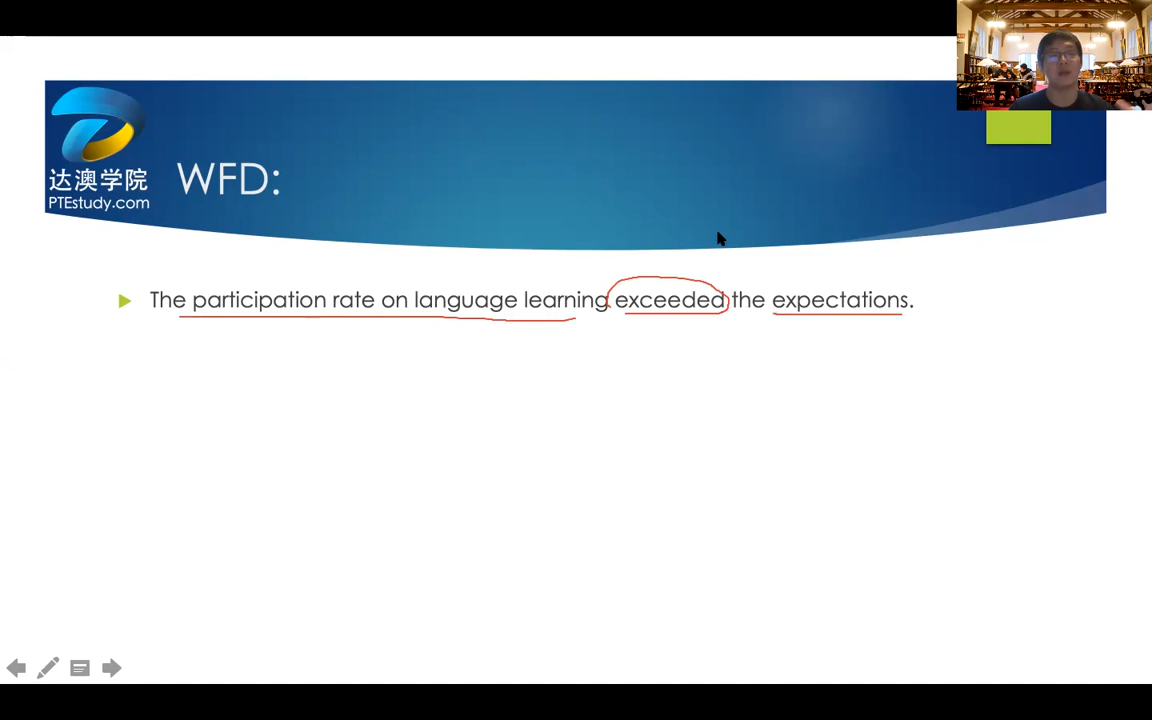 达澳学院
PTEstudy.com
WFD:
The participation rate on language learning exceeded the expectations.